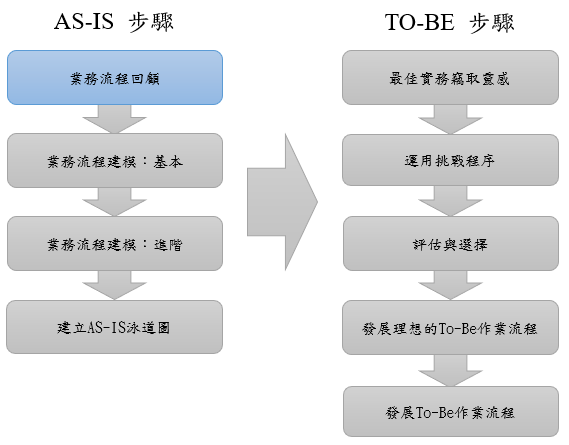 AS-IS 步驟
業務流程回顧
業務流程建模：基本
業務流程建模：進階
建立AS-IS泳道圖
TO-BE 步驟
最佳實務竊取靈感
運用挑戰程序
評估與選擇
發展理想的To-Be作業流程
發展To-Be作業流程